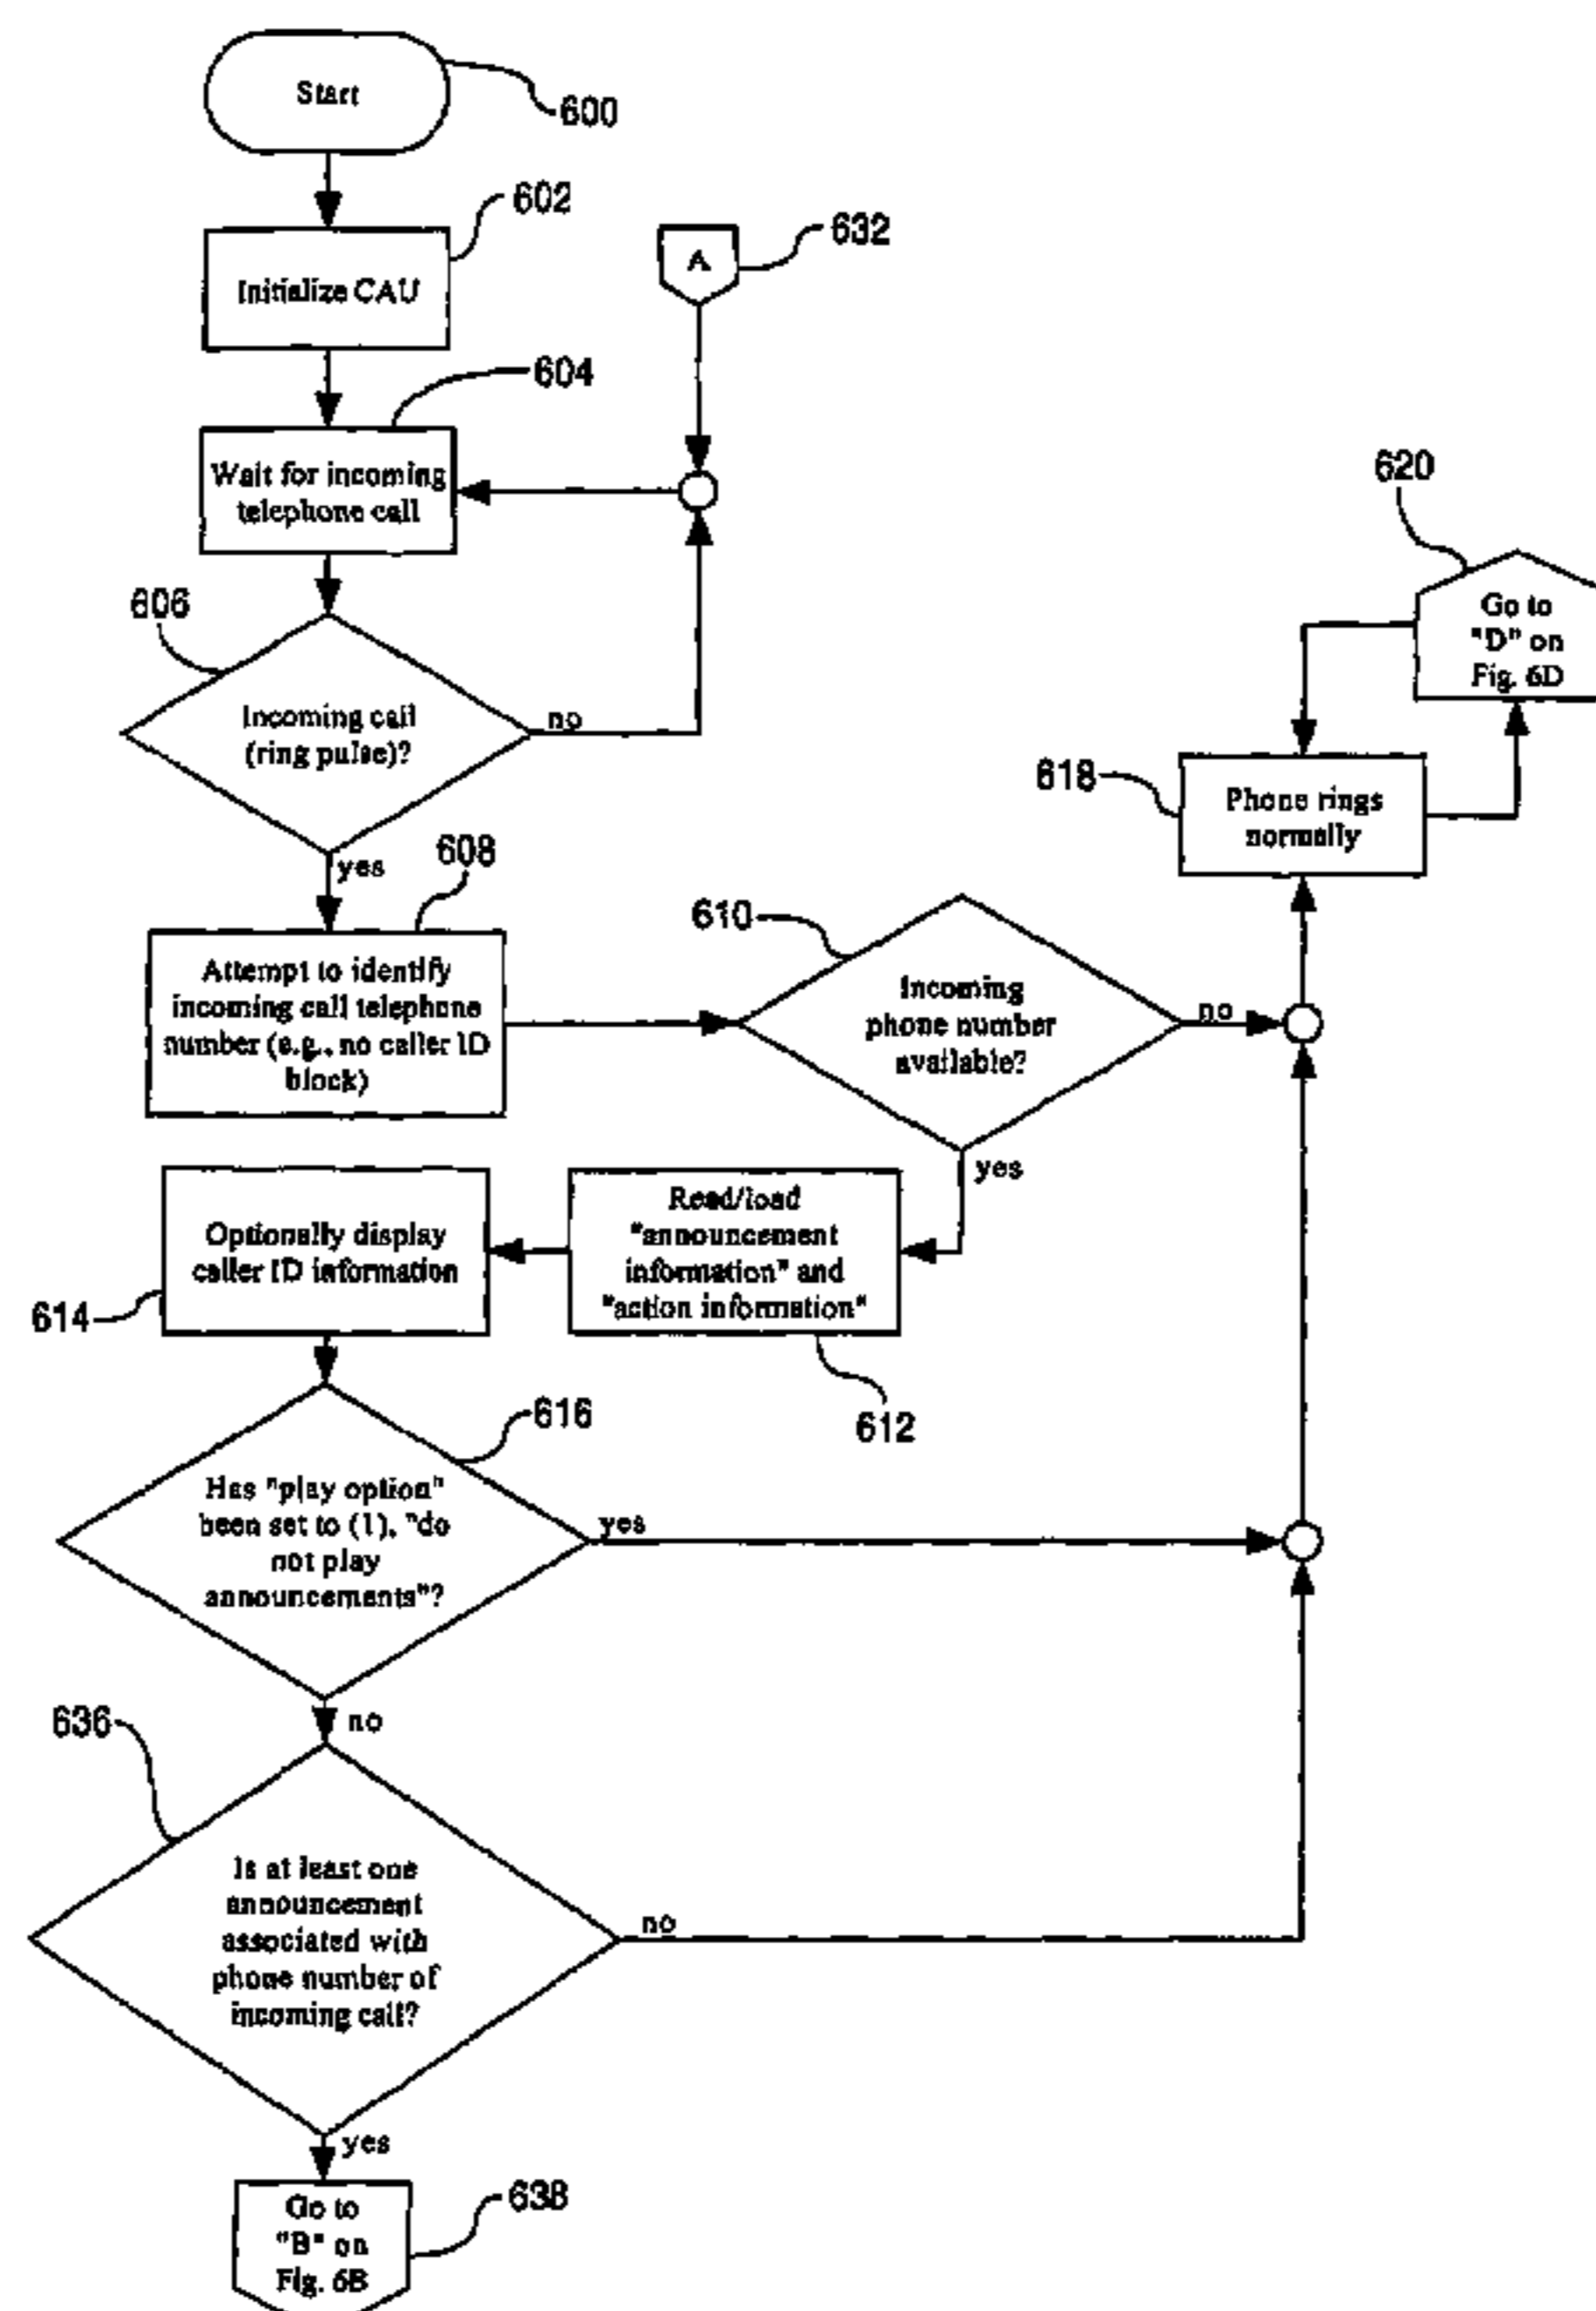 Start
600
602
Initialize CAU
A
632
604
Wait for incoming
telephone call
620
Go to
"D" on
Fig. 6D
606
Incoming call
(ring pulse)?
no
618
Phone rings
normally
yes
608
610
Attempt to identify
incoming call telephone
number (e.g., no caller ID
block)
Incoming
phone number
available?
no
yes
Optionally display
caller ID information
614
Read/load
"announcement
information" and
"action information"
612
616
Has "play option"
been set to (1), "do
not play
announcements"?
yes
no
636
Is at least one
announcement
associated with
phone number of
incoming call?
no
yes
Go to
"B" on
Fig. 6B
638